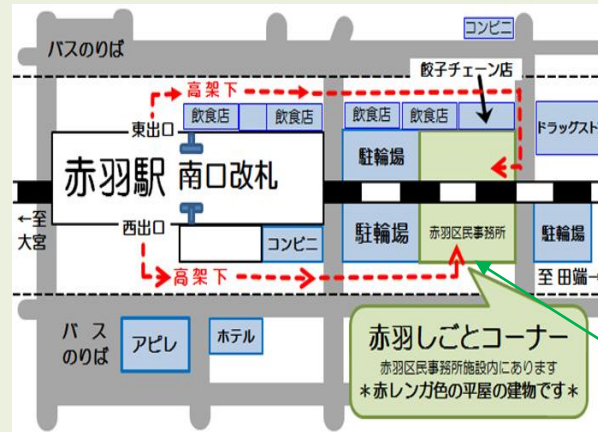 コンビニ
バスのりば
餃子チェーン店
高架下
飲食店
飲食店
飲食店
飲食店
東出口
ドラッグスト
駐輪場
赤羽駅 南口改札
←至
大宮
西出口
コンビニ
駐輪場
赤羽区民事務所
駐輪場
高架下
至 田端→
バス
のりば
アピレ
ホテル
赤羽しごとコーナー
赤羽区民事務所施設内にあります
*赤レンガ色の平屋の建物です*